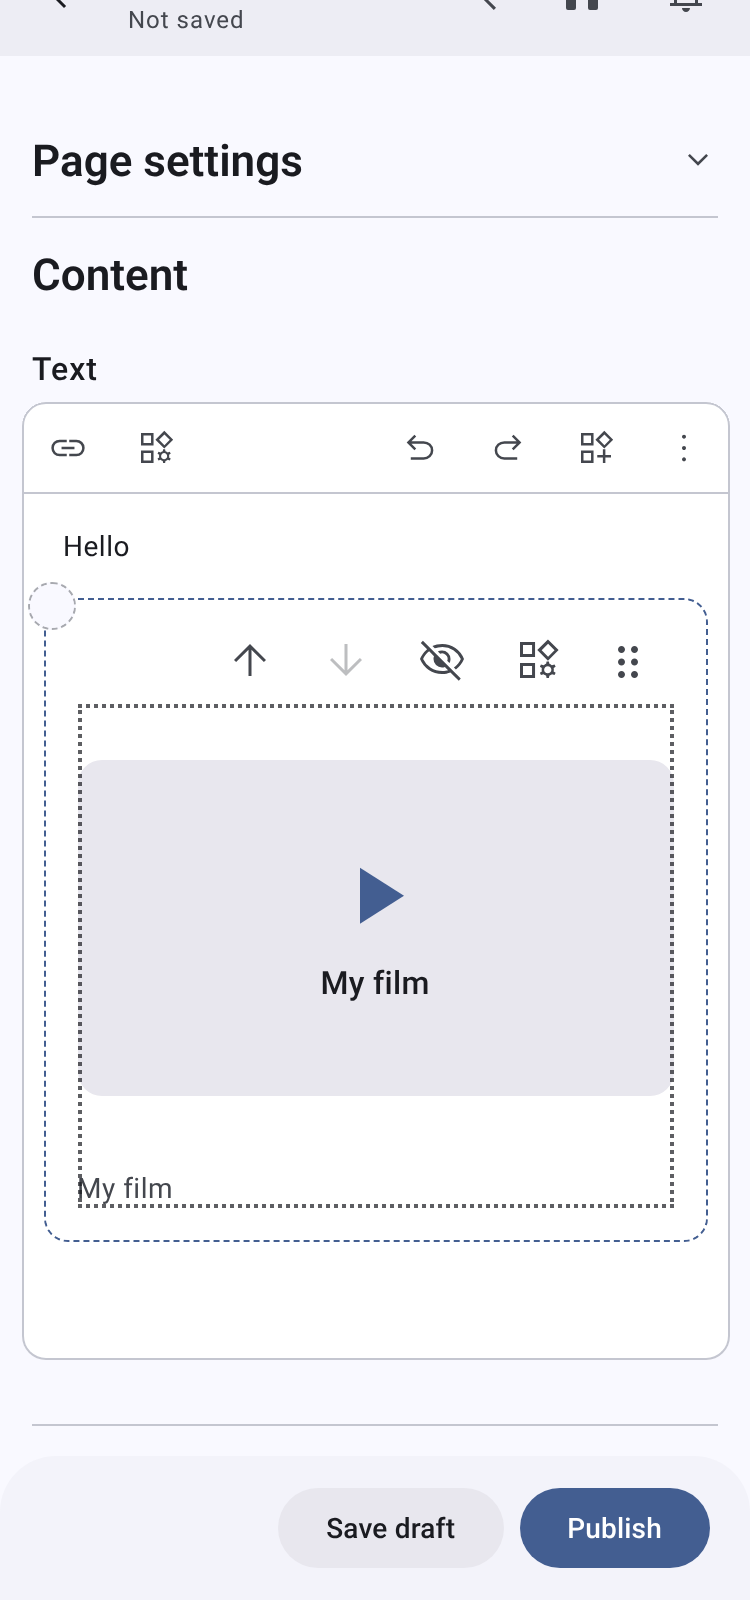 Not saved
Page settings
Content
Text
Hello
My film
My film
Save draft
Publish